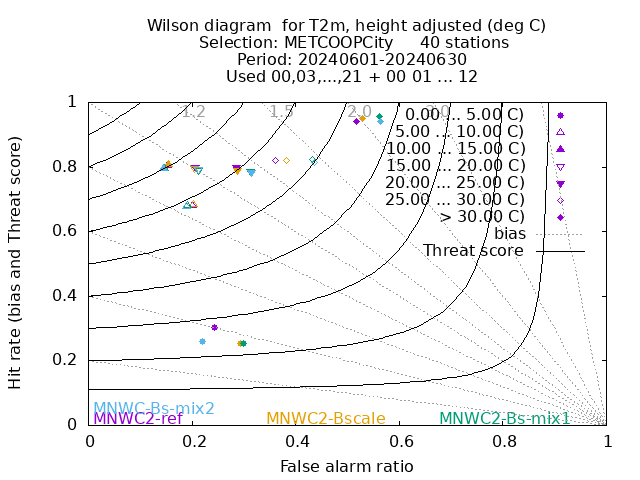 Wilson diagram  for T2m, height adjusted (deg C)
Selection: METCOOPCity     40 stations
Period: 20240601-20240630
Used 00,03,...,21 + 00 01 ... 12
Hit rate (bias and Threat score)
1
0.8
0.6
0.4
0.2
0
1.2
1.5
2.0
3.0
0.00 ... 5.00 C)
5.00 ... 10.00 C)
10.00 ... 15.00 C)
15.00 ... 20.00 C)
20.00 ... 25.00 C)
25.00 ... 30.00 C)
> 30.00 C)
bias
Threat score
MNWC-Bs-mix2
MNWC2-ref
MNWC2-Bscale
MNWC2-Bs-mix1
0
0.2
0.4
0.6
0.8
1
False alarm ratio